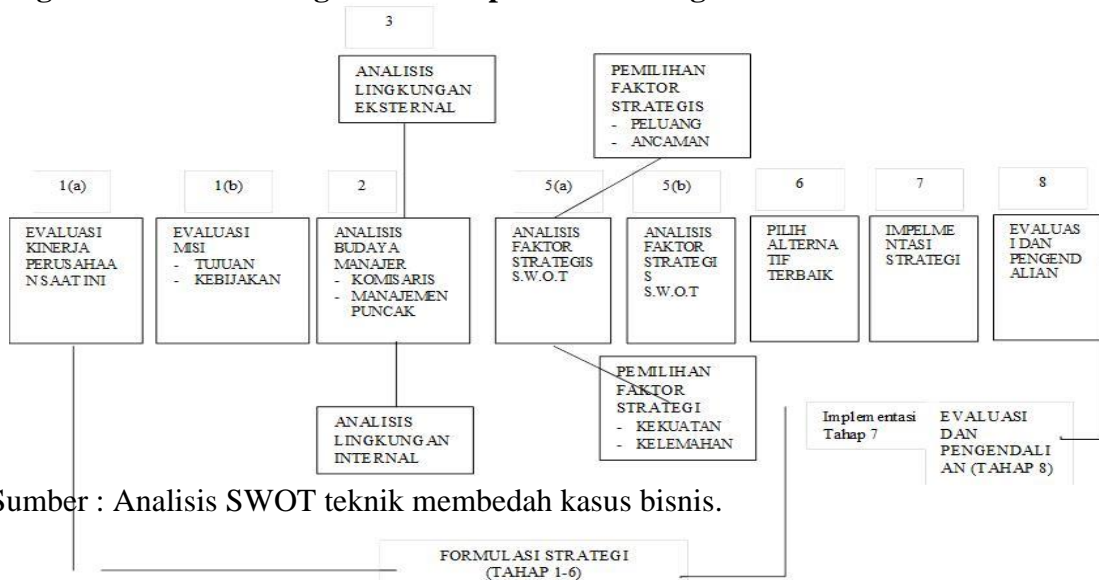 3
ANALISIS
LINGKUNGAN
EKSTERNAL
PEMILIHAN
FAKTOR
STRATEGIS
- PELUANG
- ANCAMAN
1(a)
1(b)
2
5(a)
5(b)
6
7
8
EVALUASI
KINERJA
PERUSAHAA
N SAAT INI
EVALUASI
MISI
- TUJUAN
- KEBIJAKAN
ANALISIS
BUDAYA
MANAJER
- KOMISARIS
- MANAJEMEN
PUNCAK
ANALISIS
FAKTOR
STRATEGIS
S.W.O.T
ANALISIS
FAKTOR
STRATEGI
S
S.W.O.T
PILIH
ALTERNA
TIF
TERBAIK
IMPELME
NTASI
STRATEGI
EVALUAS
I DAN
PENGEND
ALIAN
ANALISIS
LINGKUNGAN
INTERNAL
PEMILIHAN
FAKTOR
STRATEGI
- KEKUATAN
- KELEMAHAN
Implementasi
Tahap 7
EVALUASI
DAN
PENGENDALI
AN (TAHAP 8)
Sumber : Analisis SWOT teknik membedah kasus bisnis.
FORMULASI STRATEGI
(TAHAP 1-6)